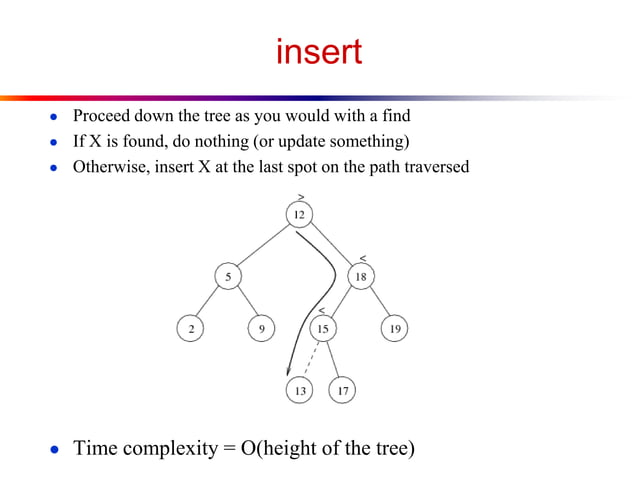 insert
● Proceed down the tree as you would with a find
● If X is found, do nothing (or update something)
● Otherwise, insert X at the last spot on the path traversed
>
12
<
5 18
<
2 9 15 19
13 17
● Time complexity = O(height of the tree)